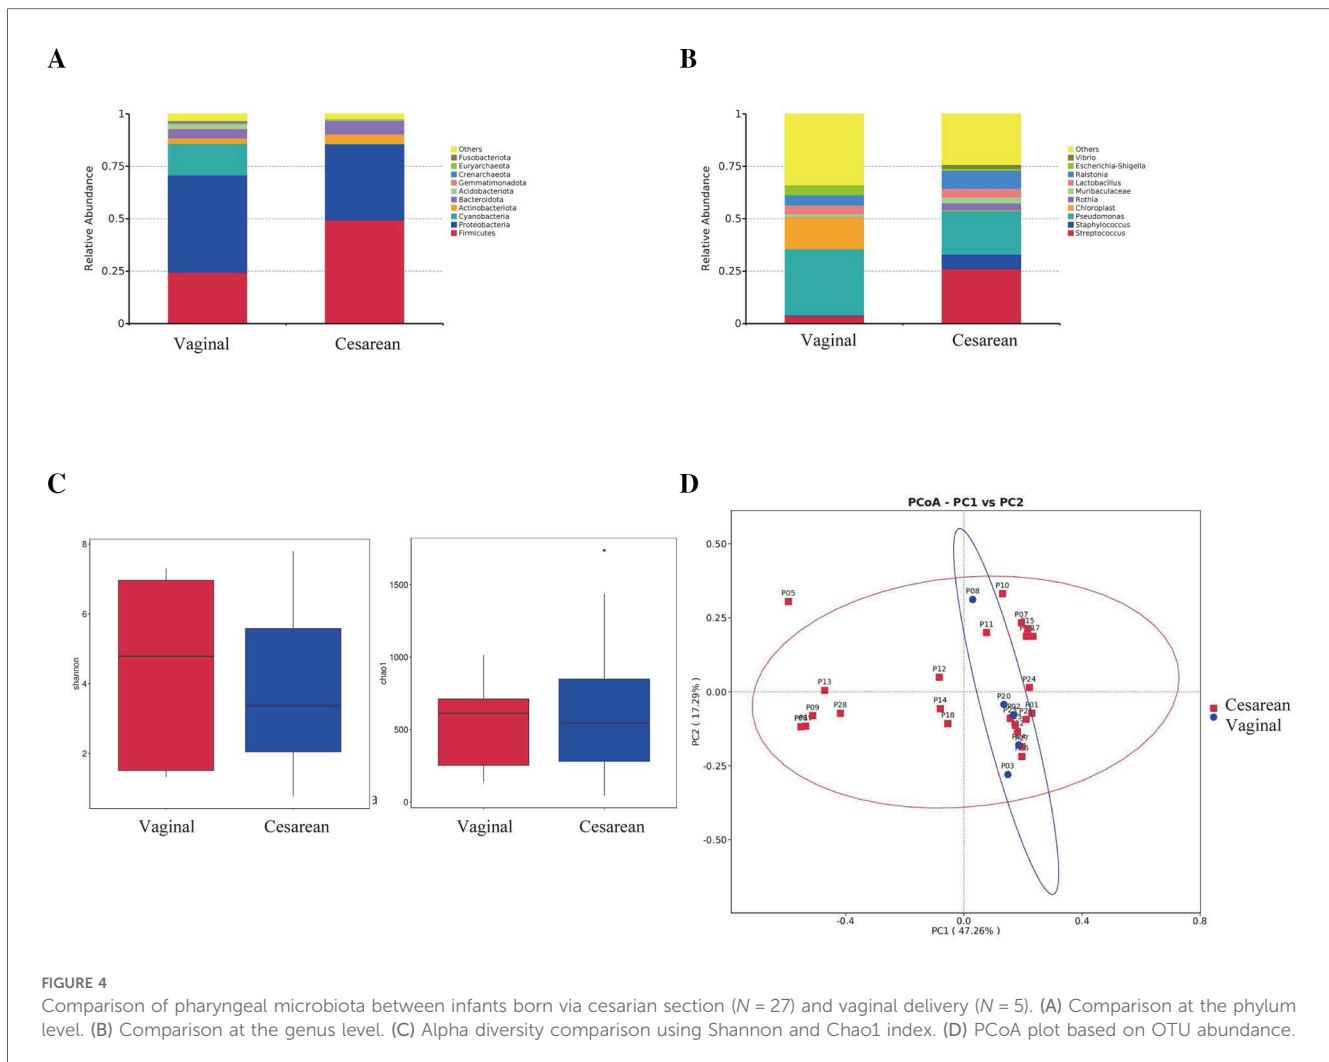 A
B
1
0.75
0.5
0.25
0
Relative Abundance
Vaginal
Cesarean
Others
Fusobacteriota
Euryarchaeota
Crenarchaeota
Gemmatimonadota
Acidobacteriota
Bacteroidota
Actinobacteriota
Cyanobacteria
Proteobacteria
Firmicutes
1
0.75
0.5
0.25
0
Relative Abundance
Vaginal
Cesarean
Others
Vibrio
Escherichia-Shigella
Ralstonia
Lactobacillus
Muribaculaceae
Rothia
Chloroplast
Pseudomonas
Staphylococcus
Streptococcus
C
D
8
6
4
2
shannon
Vaginal
Cesarean
a
1500
1000
500
0
chao1
Vaginal
Cesarean
PCoA - PC1 vs PC2
0.50
0.25
0.00
-0.25
-0.50
PC2 ( 17.29% )
P05
P08
P10
P07
P11
P12
P13
P24
P14
P20
P01
P09
P28
P18
P03
-0.4
0.0
0.4
0.8
PC1 ( 47.26% )
Cesarean
Vaginal
FIGURE 4
Comparison of pharyngeal microbiota between infants born via cesarian section (N = 27) and vaginal delivery (N = 5). (A) Comparison at the phylum
level. (B) Comparison at the genus level. (C) Alpha diversity comparison using Shannon and Chao1 index. (D) PCoA plot based on OTU abundance.